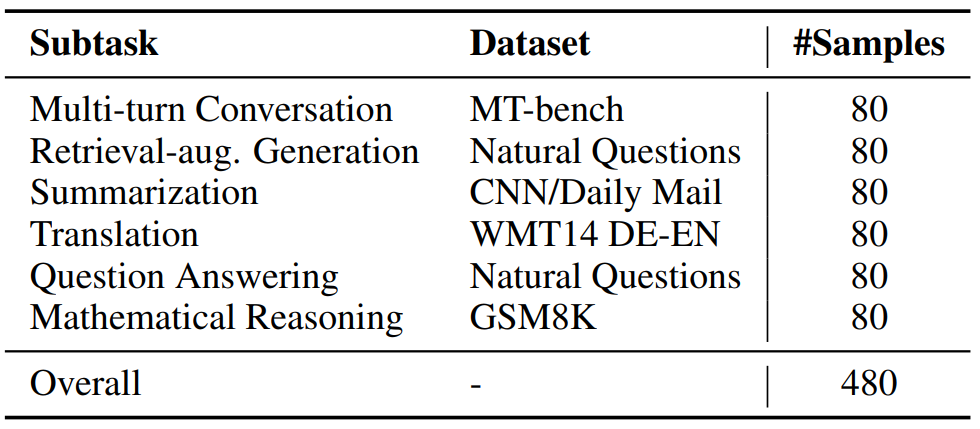 Subtask Dataset #Samples
Multi-turn Conversation MT-bench 80
Retrieval-aug. Generation Natural Questions 80
Summarization CNN/Daily Mail 80
Translation WMT14 DE-EN 80
Question Answering Natural Questions 80
Mathematical Reasoning GSM8K 80
Overall - 480